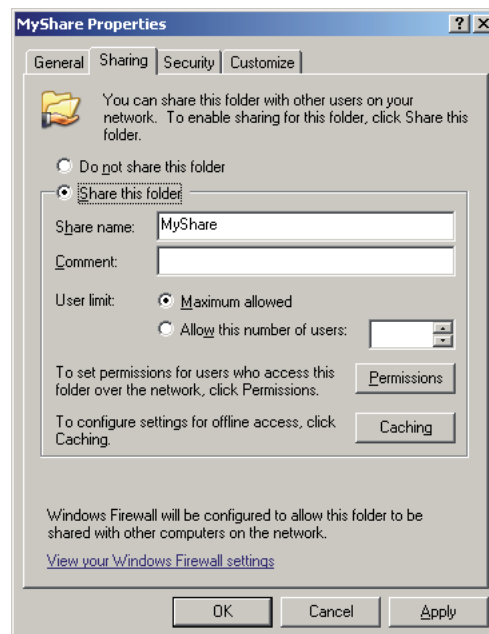 MyShare Properties
General Sharing Security Customize
You can share this folder with other users on your
network. To enable sharing for this folder, click Share this
folder.
Do not share this folder
Share this folder
Share name: MyShare
Comment:
User limit: Maximum allowed
Allow this number of users:
To set permissions for users who access this
folder over the network, click Permissions. Permissions
To configure settings for offline access, click
Caching. Caching
Windows Firewall will be configured to allow this folder to be
shared with other computers on the network.
View your Windows Firewall settings
OK Cancel Apply